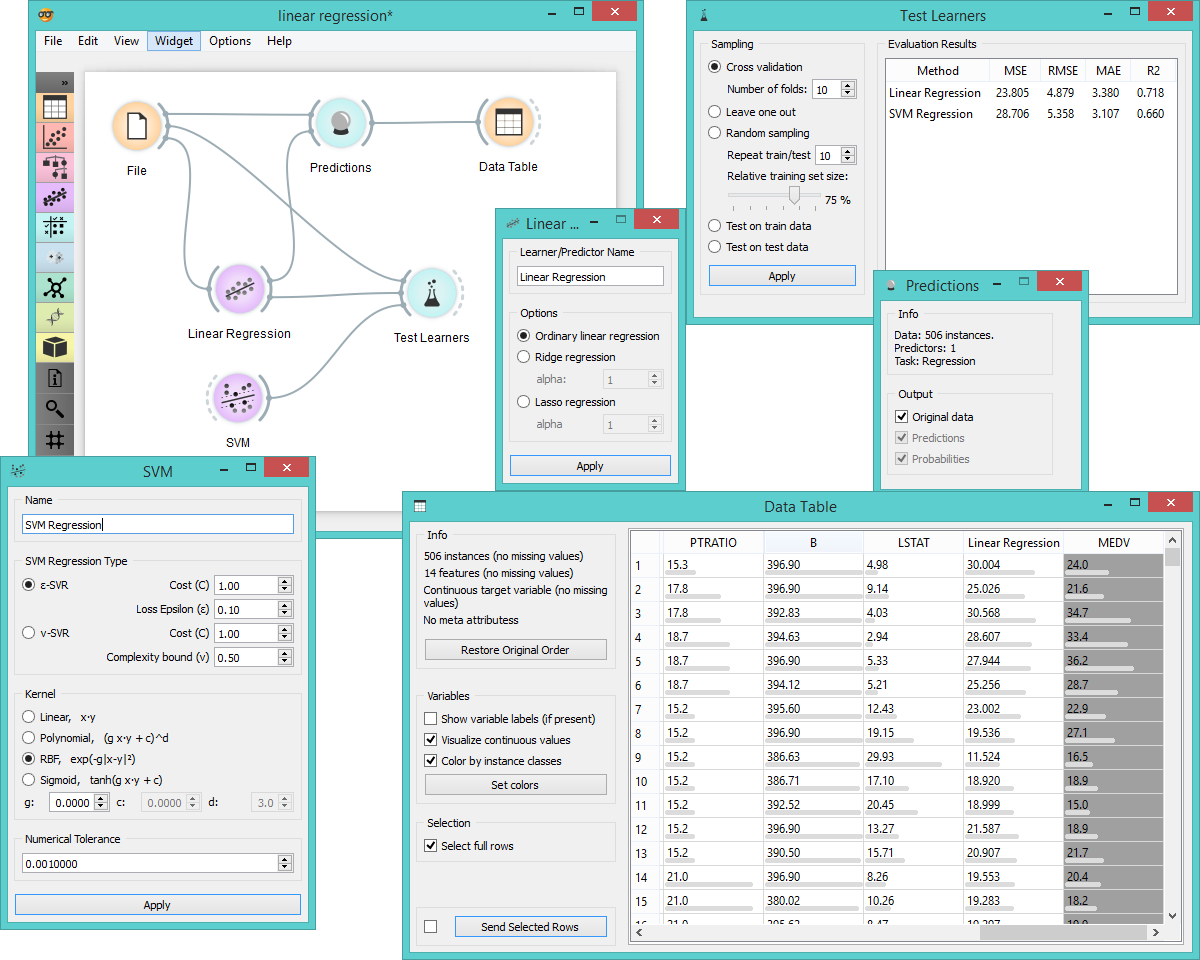 linear regression*
File Edit View Widget Options Help
»
File
Predictions
Data Table
Linear Regression
Test Learners
SVM
Test Learners
Sampling
Cross validation
Number of folds: 10
Leave one out
Random sampling
Repeat train/test 10
Relative training set size:
75 %
Test on train data
Test on test data
Apply
Evaluation Results
Method MSE RMSE MAE R2
Linear Regression 23.805 4.879 3.380 0.718
SVM Regression 28.706 5.358 3.107 0.660
Linear ...
Learner/Predictor Name
Linear Regression
Options
Ordinary linear regression
Ridge regression
alpha: 1
Lasso regression
alpha 1
Apply
Predictions
Info
Data: 506 instances.
Predictors: 1
Task: Regression
Output
Original data
Predictions
Probabilities
SVM
Name
SVM Regression
SVM Regression Type
ε-SVR Cost (C) 1.00
Loss Epsilon (ε) 0.10
ν-SVR Cost (C) 1.00
Complexity bound (ν) 0.50
Kernel
Linear, x·y
Polynomial, (g x·y + c)^d
RBF, exp(-g|x-y|²)
Sigmoid, tanh(g x·y + c)
g: 0.0000 c: 0.0000 d: 3.0
Numerical Tolerance
0.0010000
Apply
Data Table
Info
506 instances (no missing values)
14 features (no missing values)
Continuous target variable (no missing
values)
No meta attributess
Restore Original Order
Variables
Show variable labels (if present)
Visualize continuous values
Color by instance classes
Set colors
Selection
Select full rows
Send Selected Rows
PTRATIO B LSTAT Linear Regression MEDV
1 15.3 396.90 4.98 30.004 24.0
2 17.8 396.90 9.14 25.026 21.6
3 17.8 392.83 4.03 30.568 34.7
4 18.7 394.63 2.94 28.607 33.4
5 18.7 396.90 5.33 27.944 36.2
6 18.7 394.12 5.21 25.256 28.7
7 15.2 395.60 12.43 23.002 22.9
8 15.2 396.90 19.15 19.536 27.1
9 15.2 386.63 29.93 11.524 16.5
10 15.2 386.71 17.10 18.920 18.9
11 15.2 392.52 20.45 18.999 15.0
12 15.2 396.90 13.27 21.587 18.9
13 15.2 390.50 15.71 20.907 21.7
14 21.0 396.90 8.26 19.553 20.4
15 21.0 380.02 10.26 19.283 18.2